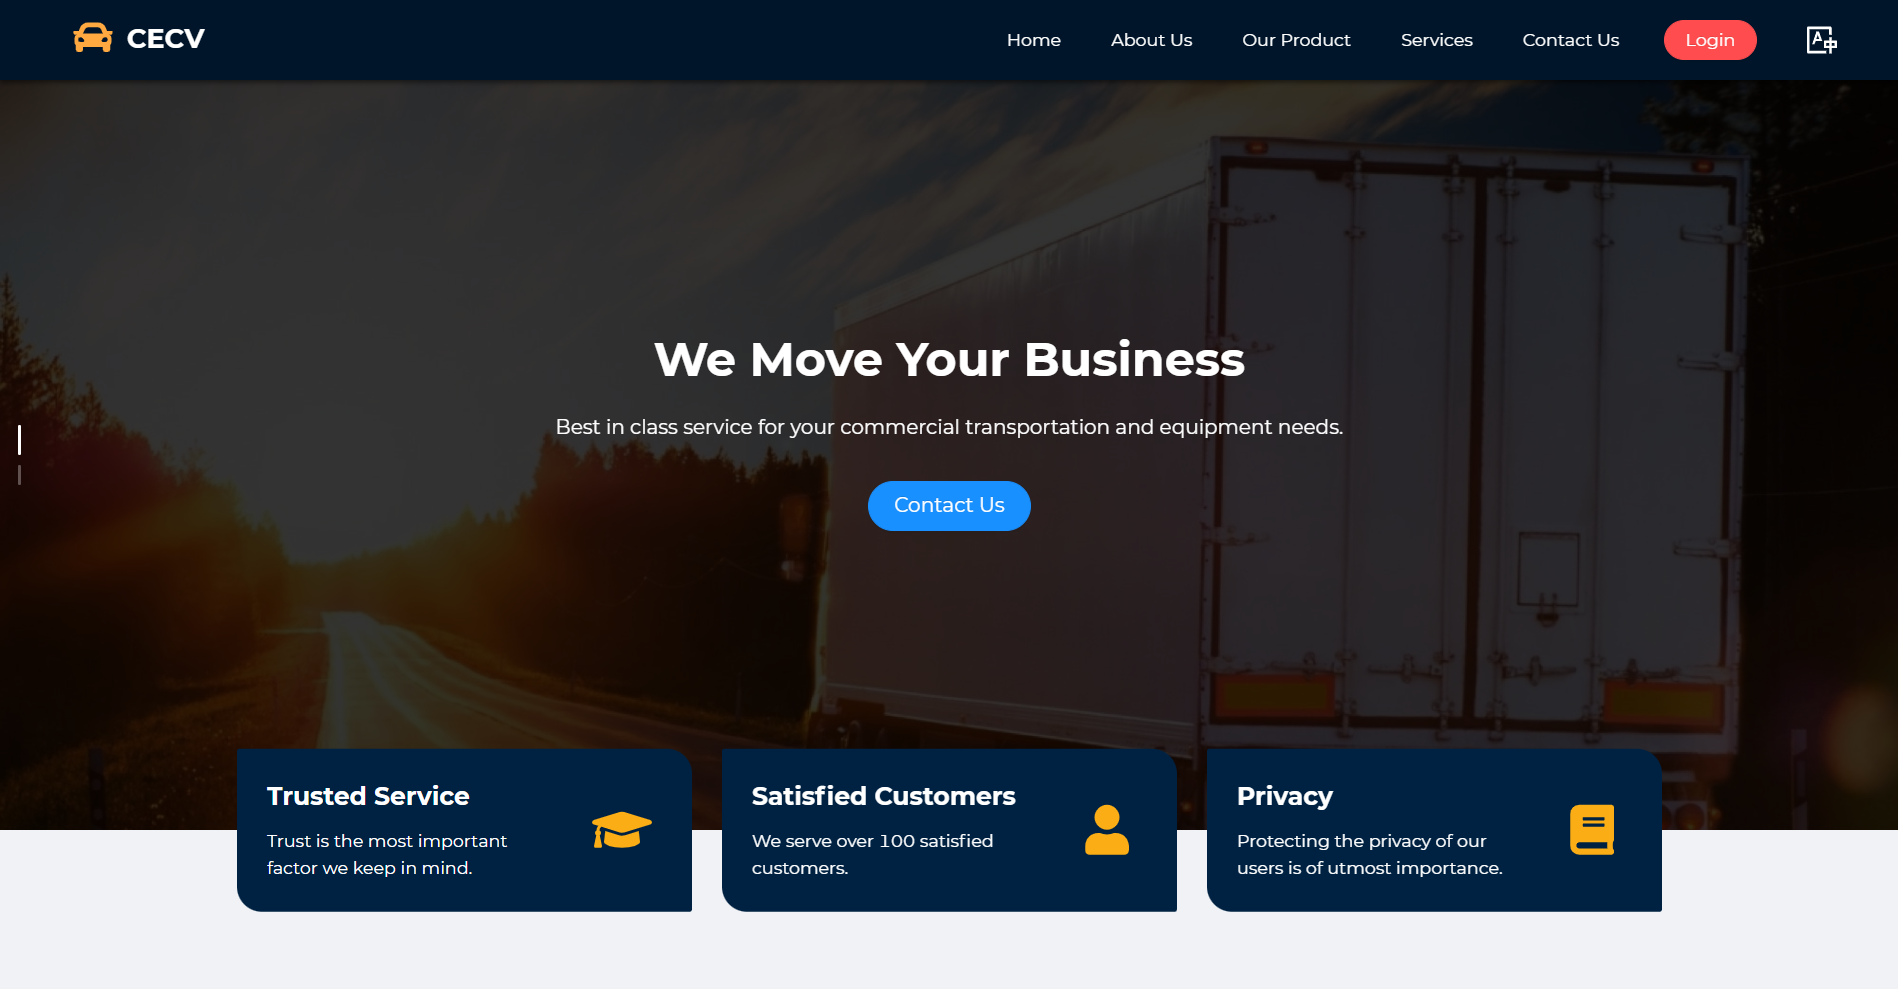 CECV
Home
About Us
Our Product
Services
Contact Us
Login
A
We Move Your Business
Best in class service for your commercial transportation and equipment needs.
Contact Us
Trusted Service
Trust is the most important
factor we keep in mind.
Satisfied Customers
We serve over 100 satisfied
customers.
Privacy
Protecting the privacy of our
users is of utmost importance.